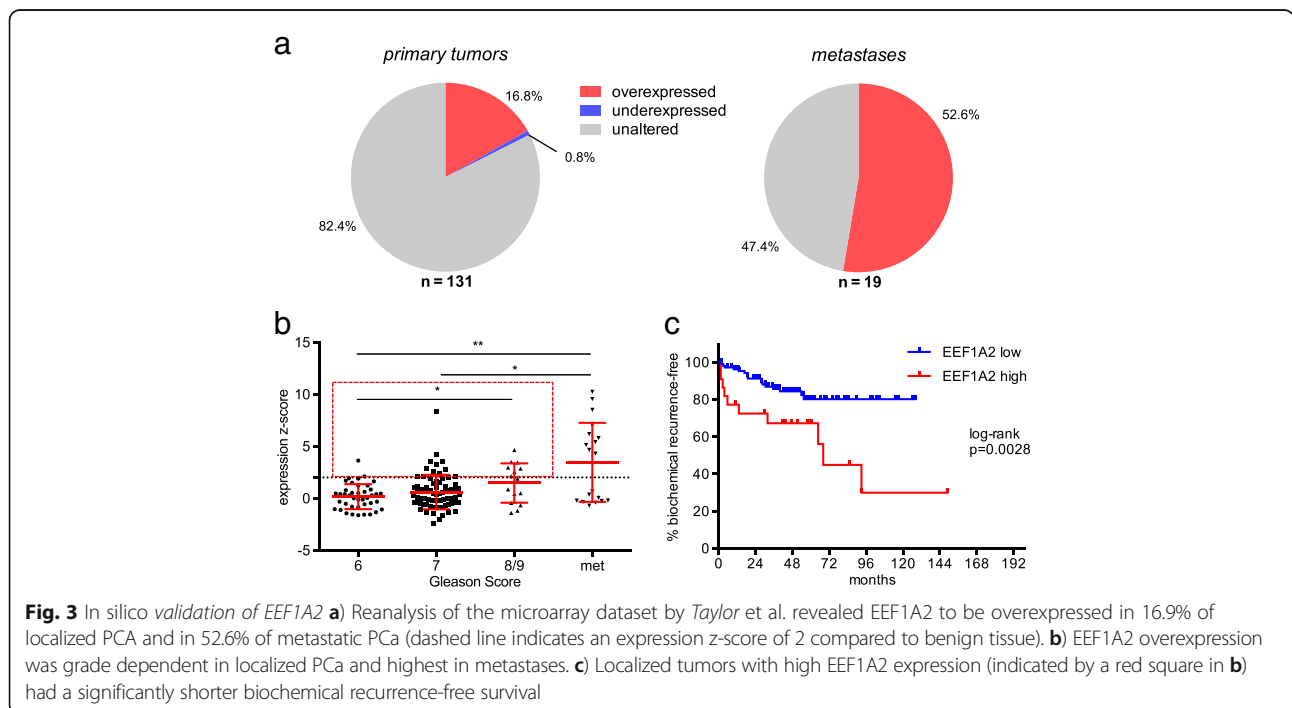 a
primary tumors
metastases
16.8%
overexpressed
underexpressed
unaltered
0.8%
82.4%
n = 131
52.6%
47.4%
n = 19
b
expression z-score
15
10
5
0
-5
**
*
*
6
7
8/9
met
Gleason Score
c
% biochemical recurrence-free
100
80
60
40
20
0
EEF1A2 low
EEF1A2 high
log-rank
p=0.0028
0 24 48 72 96 120 144 168 192
months
Fig. 3 In silico validation of EEF1A2 a) Reanalysis of the microarray dataset by Taylor et al. revealed EEF1A2 to be overexpressed in 16.9% of
localized PCA and in 52.6% of metastatic PCa (dashed line indicates an expression z-score of 2 compared to benign tissue). b) EEF1A2 overexpression
was grade dependent in localized PCa and highest in metastases. c) Localized tumors with high EEF1A2 expression (indicated by a red square in b)
had a significantly shorter biochemical recurrence-free survival